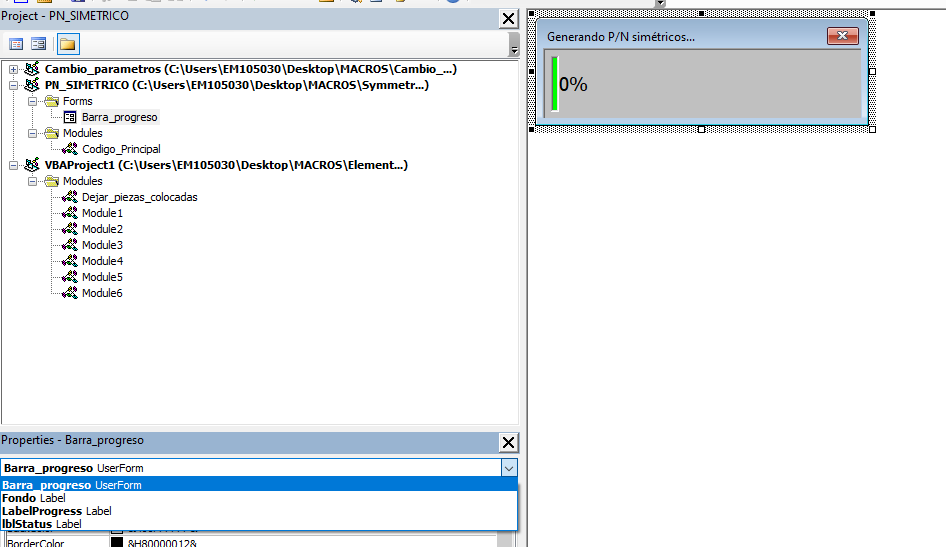 Project - PN_SIMETRICO
Cambio_parametros (C:\Users\EM105030\Desktop\MACROS\Cambio_...)
PN_SIMETRICO (C:\Users\EM105030\Desktop\MACROS\Symmetr...)
Forms
Barra_progreso
Modules
Codigo_Principal
VBAProject1 (C:\Users\EM105030\Desktop\MACROS\Element...)
Modules
Dejar_piezas_colocadas
Module1
Module2
Module3
Module4
Module5
Module6
Properties - Barra_progreso
Barra_progreso UserForm
Barra_progreso UserForm
Fondo Label
LabelProgress Label
lblStatus Label
BorderColor &H80000012&
Generando P/N simétricos...
0%